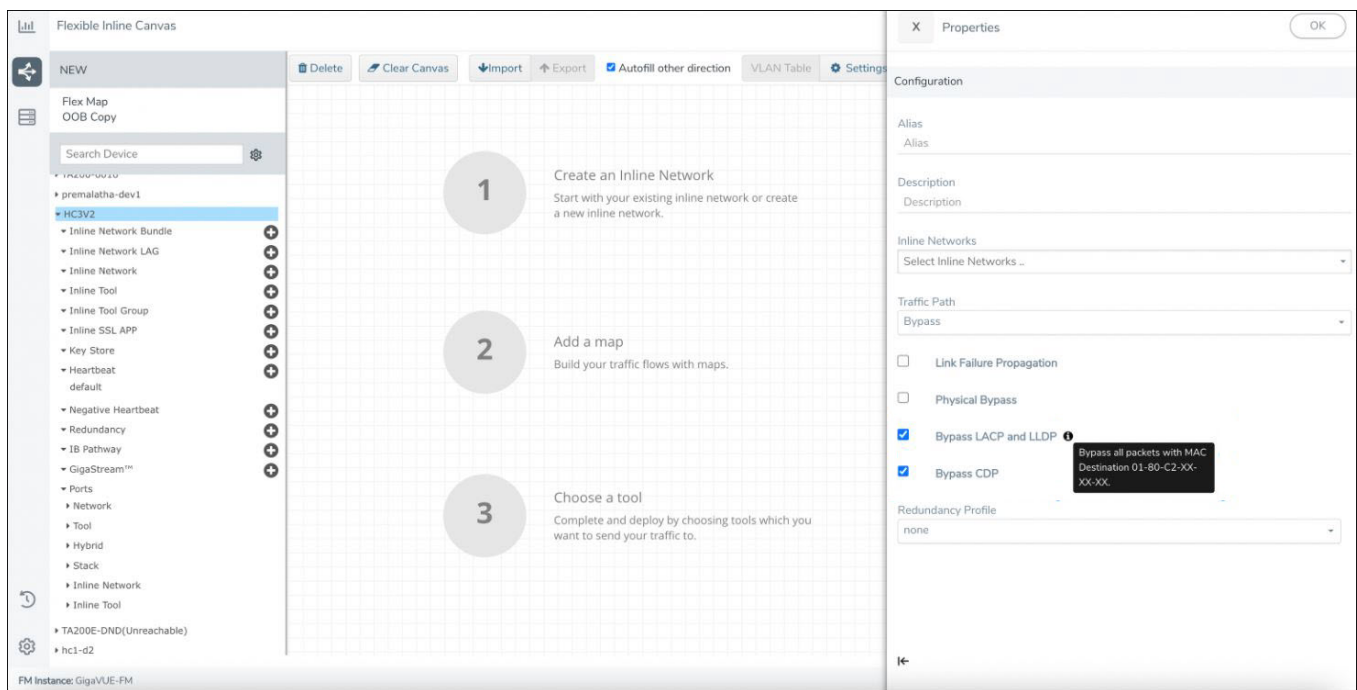 Flexible Inline Canvas
NEW
Flex Map
OOB Copy
Search Device
premalatha-dev1
HC3V2
Inline Network Bundle
Inline Network LAG
Inline Network
Inline Tool
Inline Tool Group
Inline SSL APP
Key Store
Heartbeat
default
Negative Heartbeat
Redundancy
IB Pathway
GigaStream™
Ports
Network
Tool
Hybrid
Stack
Inline Network
Inline Tool
TA200E-DND(Unreachable)
hc1-d2
FM Instance: GigaVUE-FM
Delete
Clear Canvas
Import
Export
Autofill other direction
VLAN Table
Settings
1
Create an Inline Network
Start with your existing inline network or create
a new inline network.
2
Add a map
Build your traffic flows with maps.
3
Choose a tool
Complete and deploy by choosing tools which you
want to send your traffic to.
X
Properties
OK
Configuration
Alias
Alias
Description
Description
Inline Networks
Select Inline Networks ..
Traffic Path
Bypass
Link Failure Propagation
Physical Bypass
Bypass LACP and LLDP
Bypass all packets with MAC
Destination 01-80-C2-XX-
XX-XX.
Bypass CDP
Redundancy Profile
none